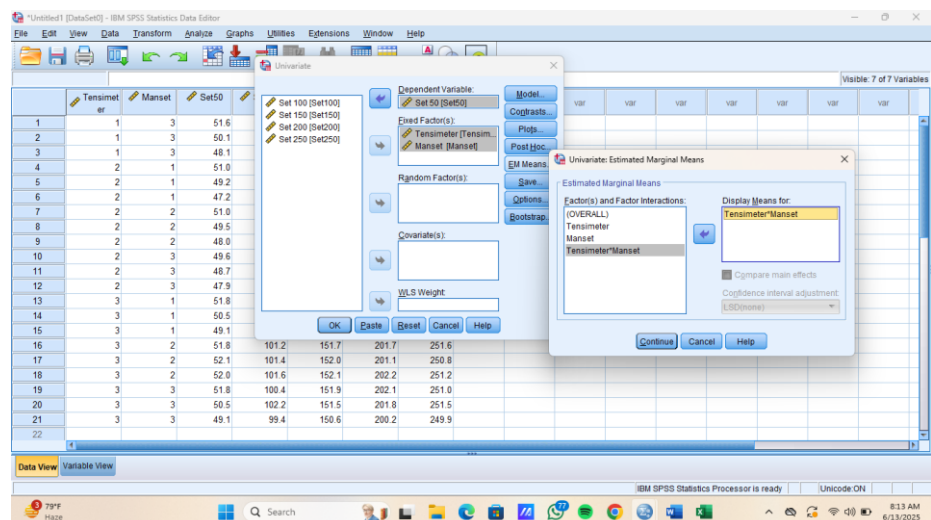 *Untitled1 [DataSet0] - IBM SPSS Statistics Data Editor
File Edit View Data Transform Analyze Graphs Utilities Extensions Window Help
Visible: 7 of 7 Variables
Tensimeter Manset Set50 var var var var var var var
1 1 3 51.6
2 1 3 50.1
3 1 3 48.1
4 2 1 51.0
5 2 1 49.2
6 2 1 47.2
7 2 2 51.0
8 2 2 49.5
9 2 2 48.0
10 2 3 49.6
11 2 3 48.7
12 2 3 47.9
13 3 1 51.8
14 3 1 50.5
15 3 1 49.1
16 3 2 51.8 101.2 151.7 201.7 251.6
17 3 2 52.1 101.4 152.0 201.1 250.8
18 3 2 52.0 101.6 152.1 202.2 251.2
19 3 3 51.8 100.4 151.9 202.1 251.0
20 3 3 50.5 102.2 151.5 201.8 251.5
21 3 3 49.1 99.4 150.6 200.2 249.9
22
Univariate
Set 100 [Set100]
Set 150 [Set150]
Set 200 [Set200]
Set 250 [Set250]
Dependent Variable:
Set 50 [Set50]
Fixed Factor(s):
Tensimeter [Tensim...
Manset [Manset]
Random Factor(s):
Covariate(s):
WLS Weight:
Model...
Contrasts...
Plots...
Post Hoc...
EM Means...
Save...
Options...
Bootstrap...
OK Paste Reset Cancel Help
Univariate: Estimated Marginal Means
Estimated Marginal Means
Factor(s) and Factor Interactions:
(OVERALL)
Tensimeter
Manset
Tensimeter*Manset
Display Means for:
Tensimeter*Manset
Compare main effects
Confidence interval adjustment:
LSD(none)
Continue Cancel Help
Data View Variable View
IBM SPSS Statistics Processor is ready Unicode:ON
3
79°F
Haze
Search
8:13 AM
6/13/2025